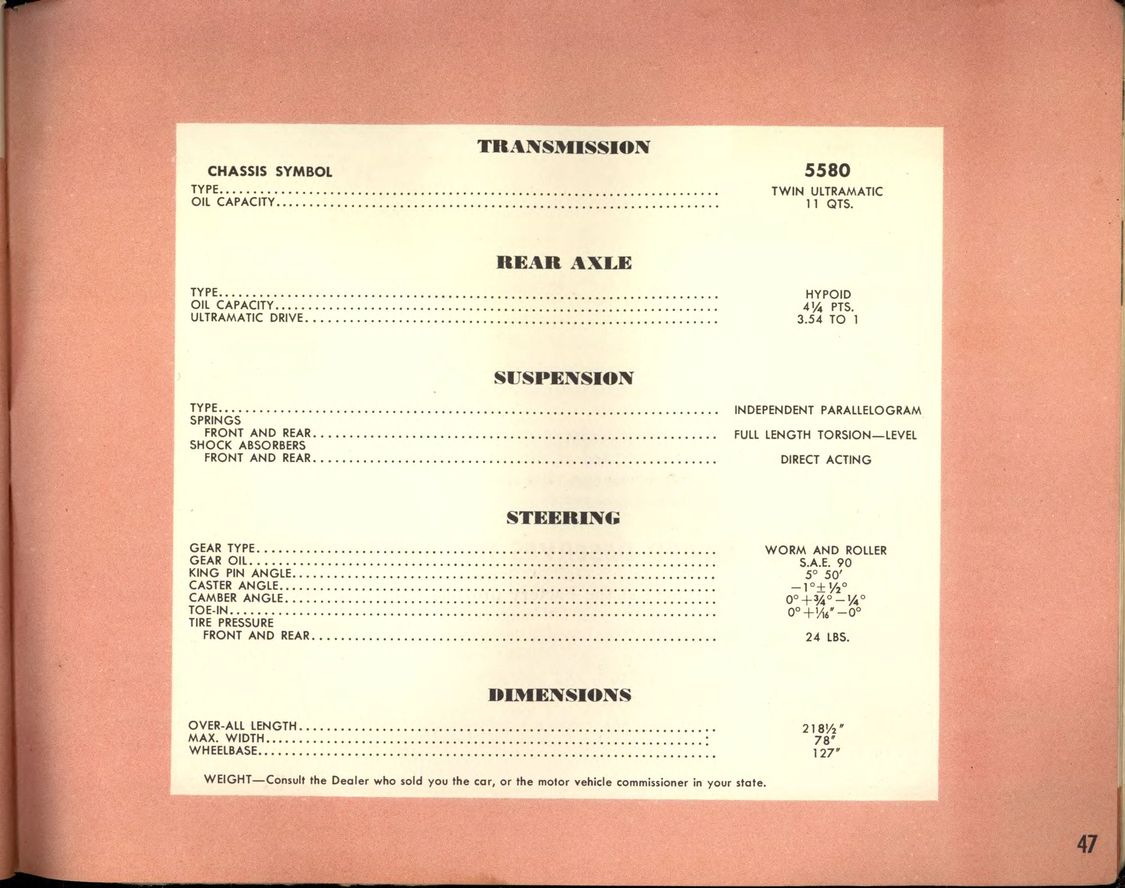 TRANSMISSION
CHASSIS SYMBOL 5580
TYPE TWIN ULTRAMATIC
OIL CAPACITY 11 QTS.
REAR AXLE
TYPE HYPOID
OIL CAPACITY 4¼ PTS.
ULTRAMATIC DRIVE 3.54 TO 1
SUSPENSION
TYPE INDEPENDENT PARALLELOGRAM
SPRINGS
FRONT AND REAR FULL LENGTH TORSION—LEVEL
SHOCK ABSORBERS
FRONT AND REAR DIRECT ACTING
STEERING
GEAR TYPE WORM AND ROLLER
GEAR OIL S.A.E. 90
KING PIN ANGLE 5° 50′
CASTER ANGLE −1°±½°
CAMBER ANGLE 0°+¾°−¼°
TOE-IN 0°+1/16″−0°
TIRE PRESSURE
FRONT AND REAR 24 LBS.
DIMENSIONS
OVER-ALL LENGTH 218½″
MAX. WIDTH 78″
WHEELBASE 127″
WEIGHT—Consult the Dealer who sold you the car, or the motor vehicle commissioner in your state.
47